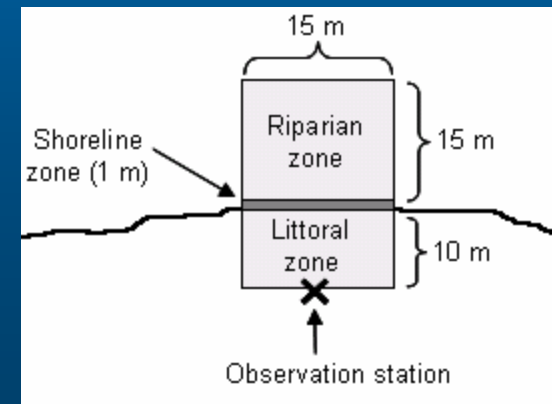 15 m
Riparian
zone
15 m
Shoreline
zone (1 m)
Littoral
zone
10 m
Observation station